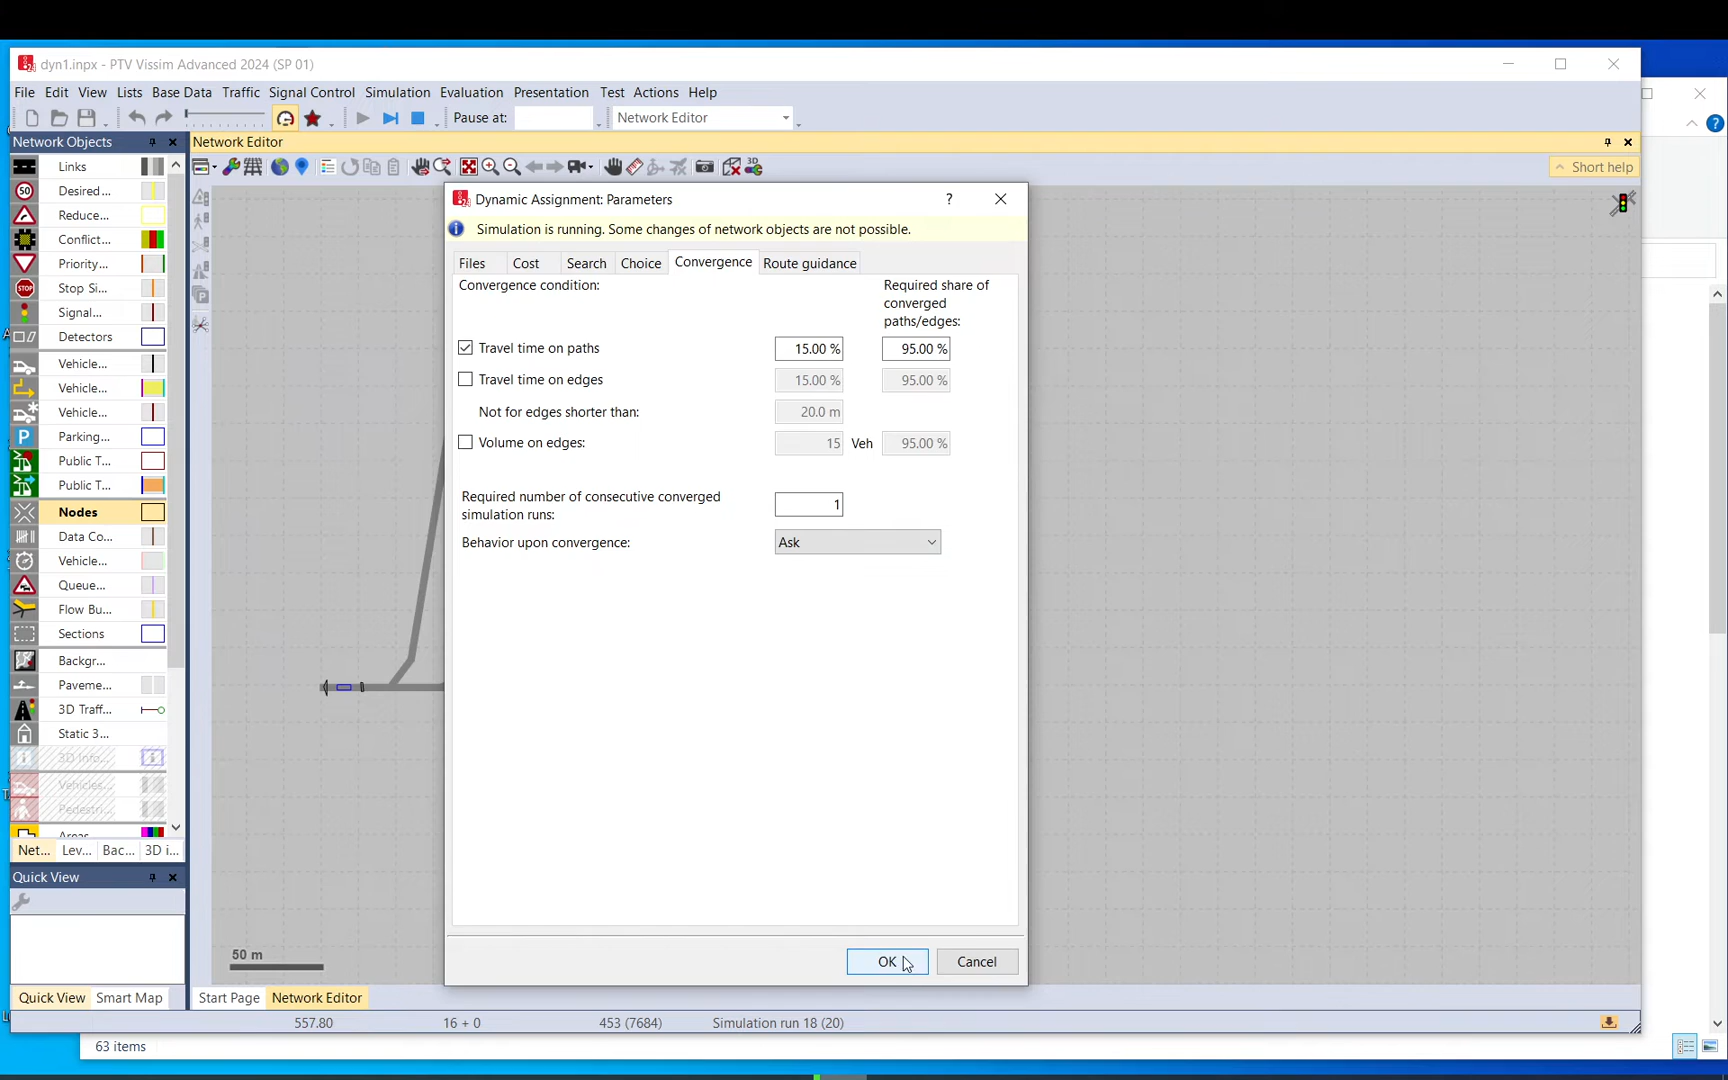 dyn1.inpx - PTV Vissim Advanced 2024 (SP 01)
File Edit View Lists Base Data Traffic Signal Control Simulation Evaluation Presentation Test Actions Help
Pause at: Network Editor
Network Objects
Network Editor
Short help
Links
Desired ...
Reduce...
Conflict...
Priority...
Stop Si...
Signal...
Detectors
Vehicle...
Vehicle...
Vehicle...
Parking...
Public T...
Public T...
Nodes
Data Co...
Vehicle...
Queue...
Flow Bu...
Sections
Backgr...
Paveme...
3D Traff...
Static 3...
3D Info...
Vehicles...
Pedestri...
Areas
Net... Lev... Bac... 3D i...
Quick View
Quick View Smart Map
Dynamic Assignment: Parameters
Simulation is running. Some changes of network objects are not possible.
Files Cost Search Choice Convergence Route guidance
Convergence condition:
Required share of
converged
paths/edges:
Travel time on paths 15.00 % 95.00 %
Travel time on edges 15.00 % 95.00 %
Not for edges shorter than: 20.0 m
Volume on edges: 15 Veh 95.00 %
Required number of consecutive converged
simulation runs: 1
Behavior upon convergence: Ask
OK Cancel
50 m
Start Page Network Editor
557.80 16 + 0 453 (7684) Simulation run 18 (20)
63 items